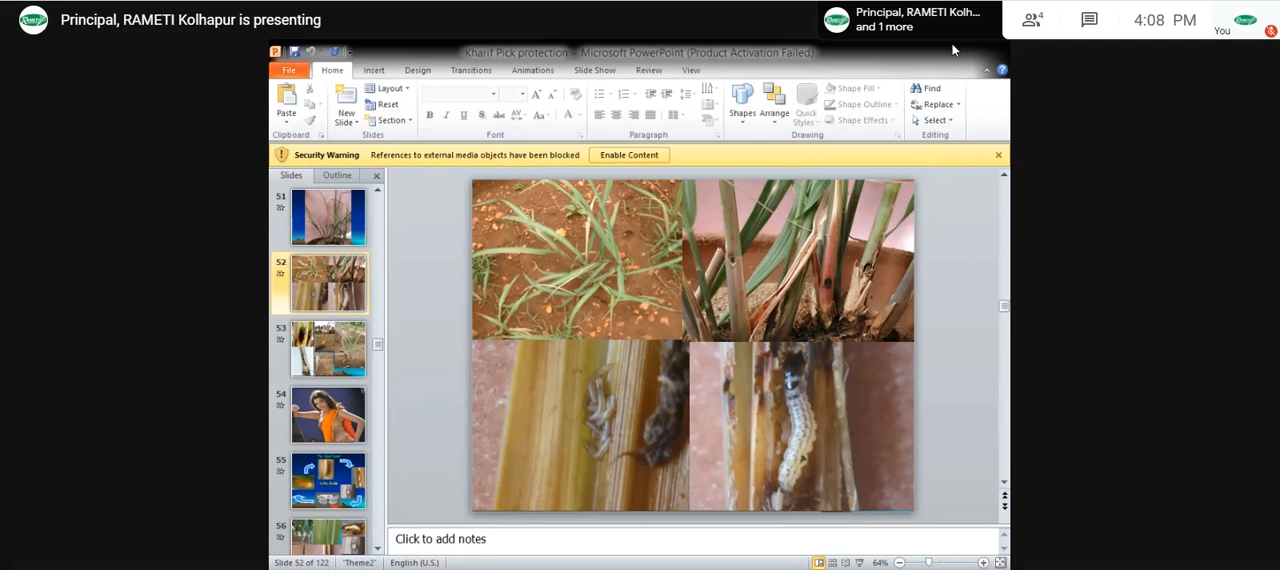 Principal, RAMETI Kolhapur is presenting
Principal, RAMETI Kolh...
and 1 more
4
4:08 PM
You
Kharif Pick protection - Microsoft PowerPoint (Product Activation Failed)
File Home Insert Design Transitions Animations Slide Show Review View
Paste
Clipboard
New
Slide
Layout
Reset
Section
Slides
B I U S abc AV Aa A
Font
Paragraph
Shapes
Arrange
Quick
Styles
Shape Fill
Shape Outline
Shape Effects
Drawing
Find
Replace
Select
Editing
Security Warning References to external media objects have been blocked Enable Content
Slides Outline
51
52
53
54
55
56
Click to add notes
Slide 52 of 122 "Theme2" English (U.S.) 64%